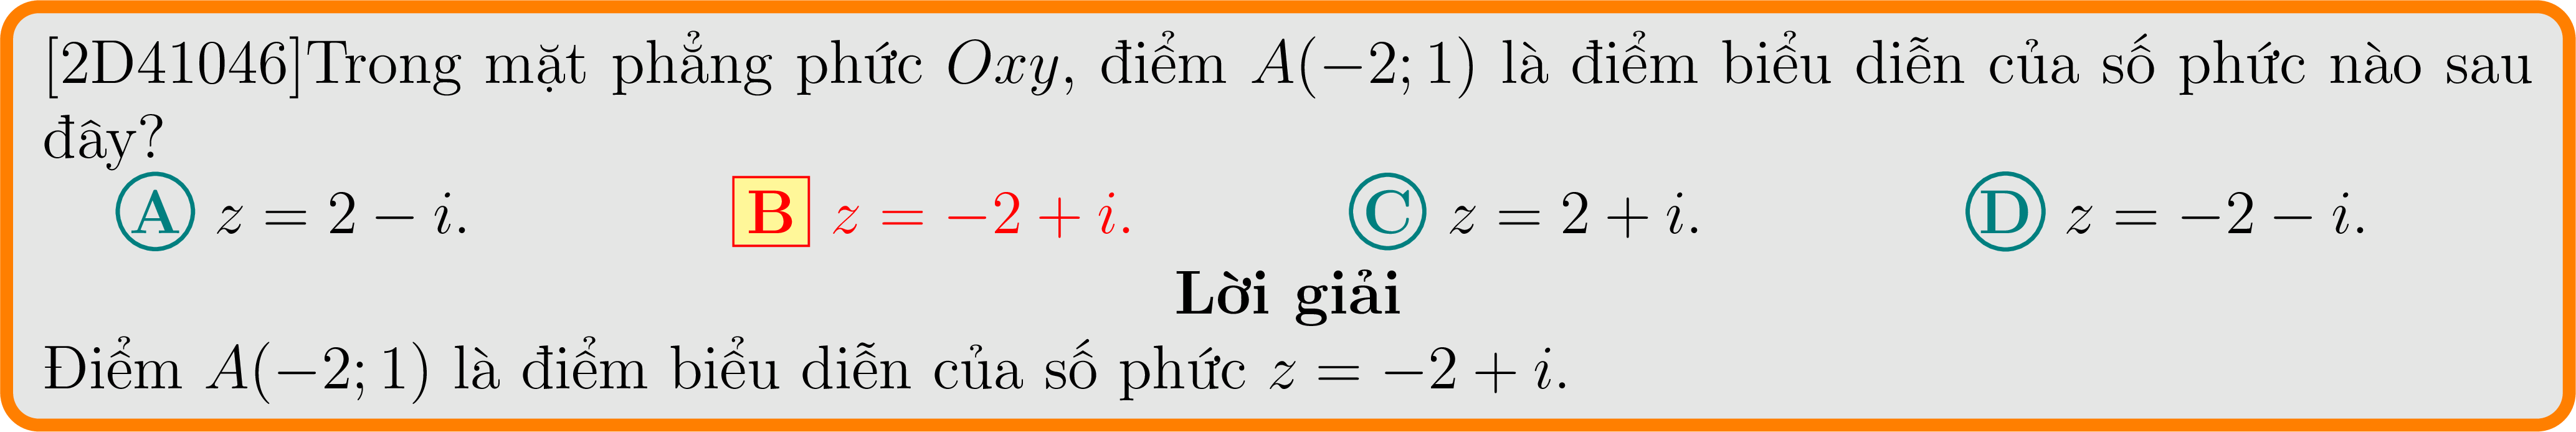 [2D41046]Trong mặt phẳng phức Oxy, điểm A(−2; 1) là điểm biểu diễn của số phức nào sau
đây?
A z = 2 − i. B z = −2 + i. C z = 2 + i. D z = −2 − i.
Lời giải
Điểm A(−2; 1) là điểm biểu diễn của số phức z = −2 + i.